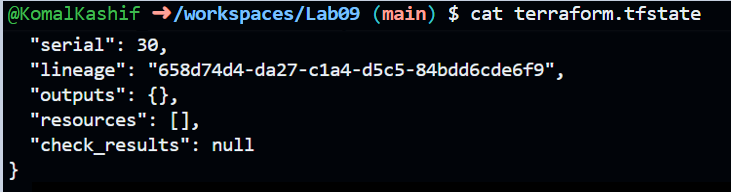 @KomalKashif ➜/workspaces/Lab09 (main) $ cat terraform.tfstate
  "serial": 30,
  "lineage": "658d74d4-da27-c1a4-d5c5-84bdd6cde6f9",
  "outputs": {},
  "resources": [],
  "check_results": null
}